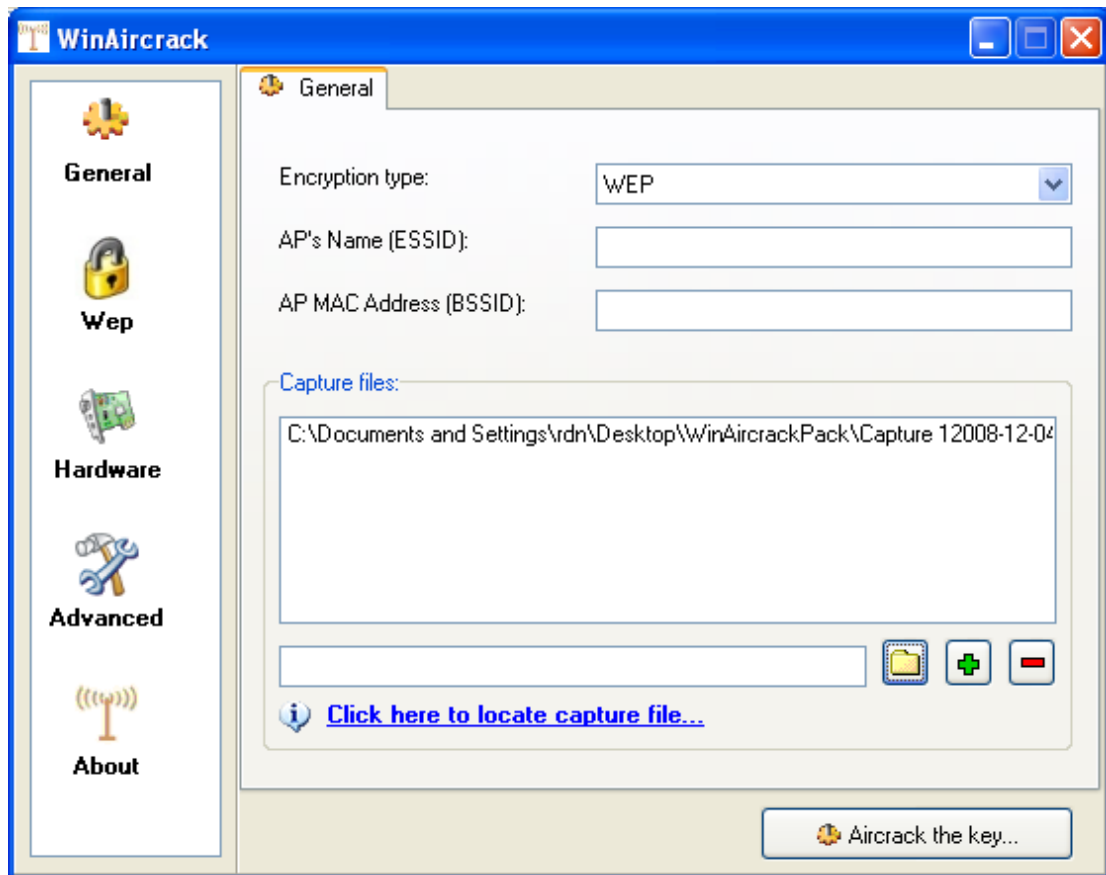 WinAircrack
General
Wep
Hardware
Advanced
About
General
Encryption type:
WEP
AP's Name (ESSID):
AP MAC Address (BSSID):
Capture files:
C:\Documents and Settings\rdn\Desktop\WinAircrackPack\Capture 12008-12-04
Click here to locate capture file...
Aircrack the key...